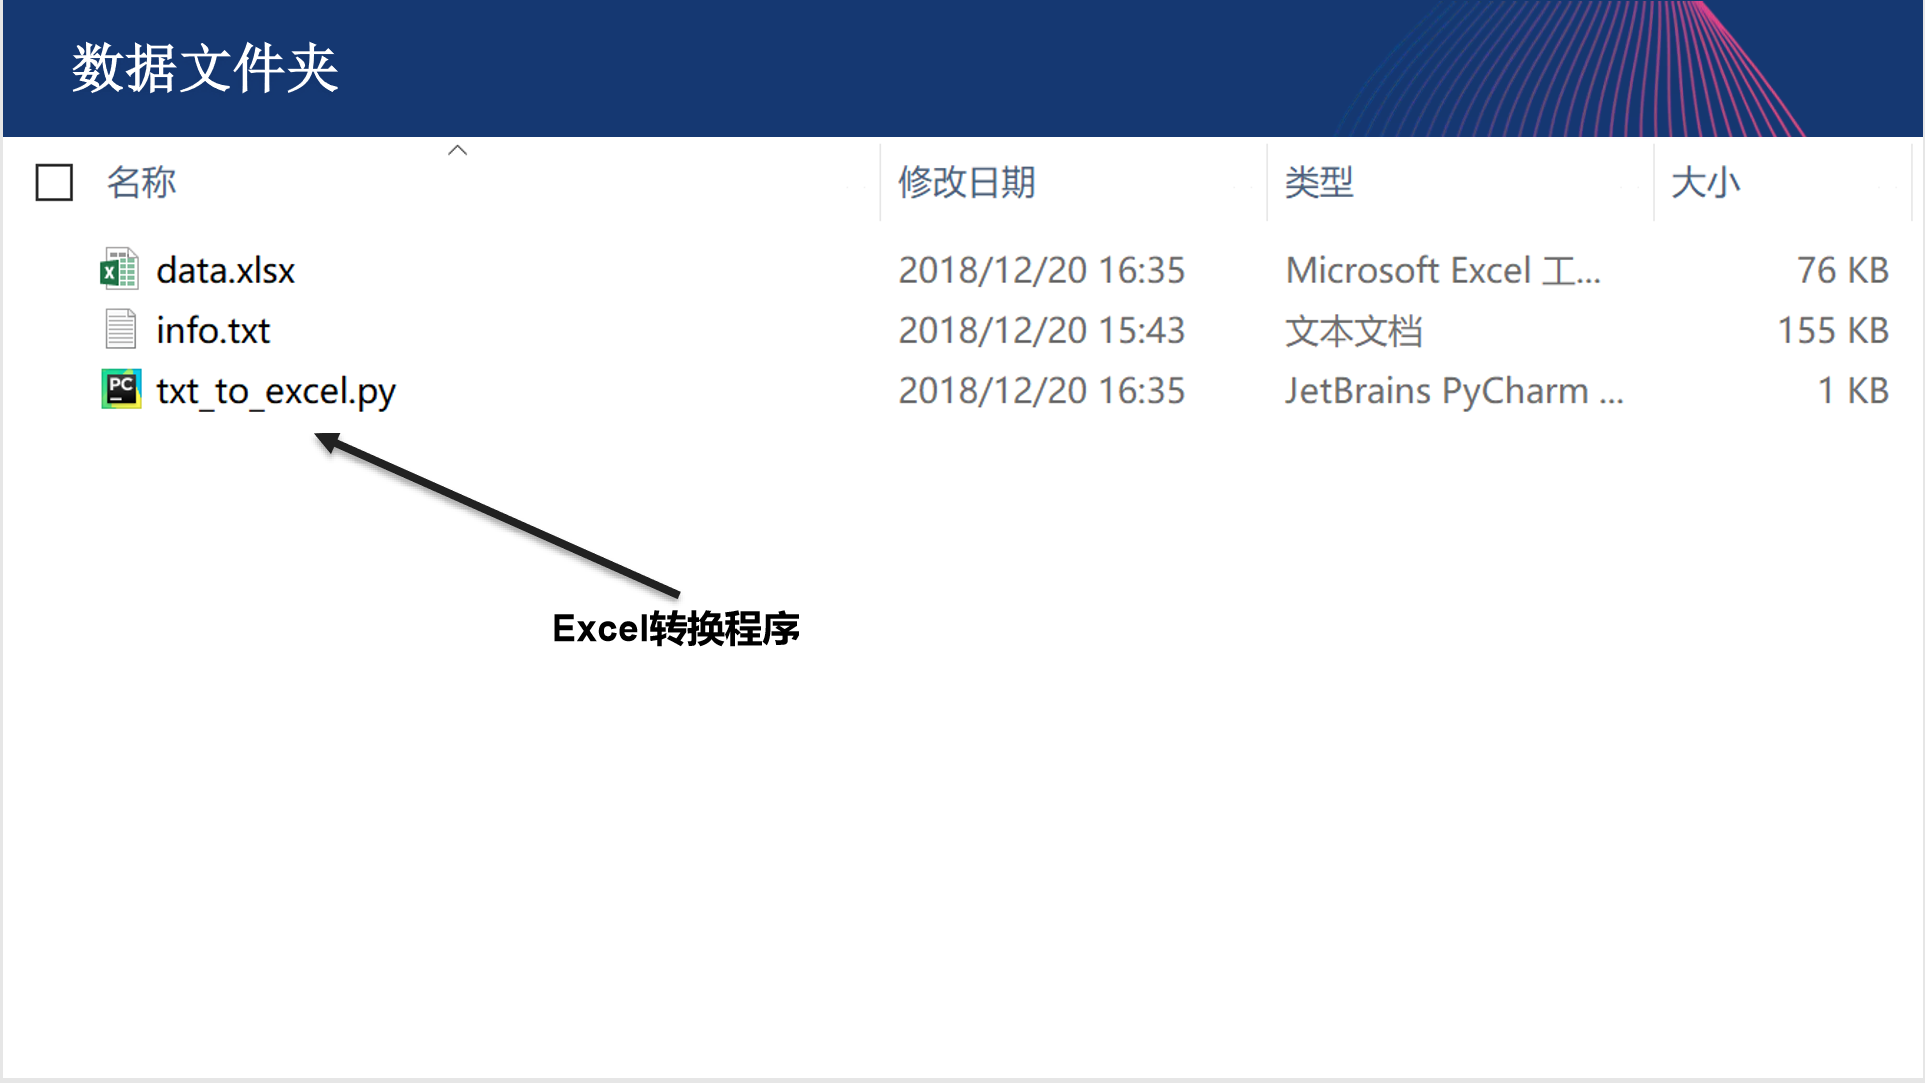 数据文件夹
名称 修改日期 类型 大小
data.xlsx 2018/12/20 16:35 Microsoft Excel 工... 76 KB
info.txt 2018/12/20 15:43 文本文档 155 KB
PC txt_to_excel.py 2018/12/20 16:35 JetBrains PyCharm ... 1 KB
Excel转换程序